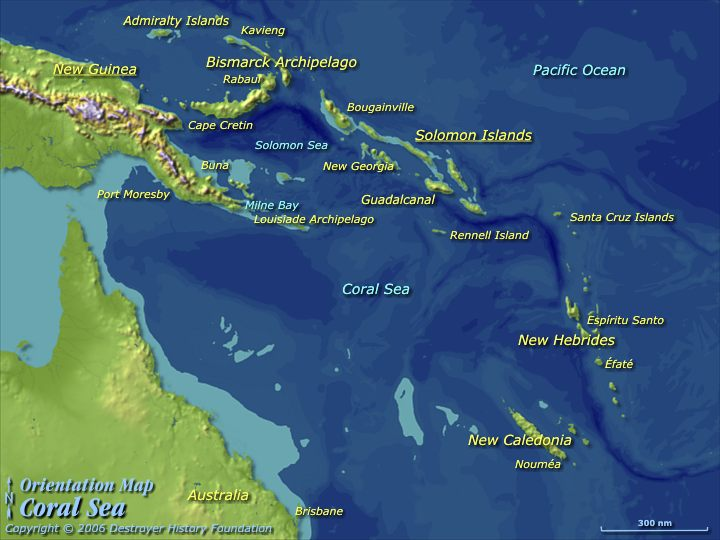 Admiralty Islands
Kavieng
Bismarck Archipelago
New Guinea
Rabaul
Pacific Ocean
Bougainville
Cape Cretin
Solomon Islands
Solomon Sea
Buna
New Georgia
Port Moresby
Milne Bay
Guadalcanal
Louisiade Archipelago
Santa Cruz Islands
Rennell Island
Coral Sea
Espíritu Santo
New Hebrides
Éfaté
New Caledonia
Nouméa
Australia
Brisbane
N
Orientation Map
Coral Sea
Copyright © 2006 Destroyer History Foundation
300 nm